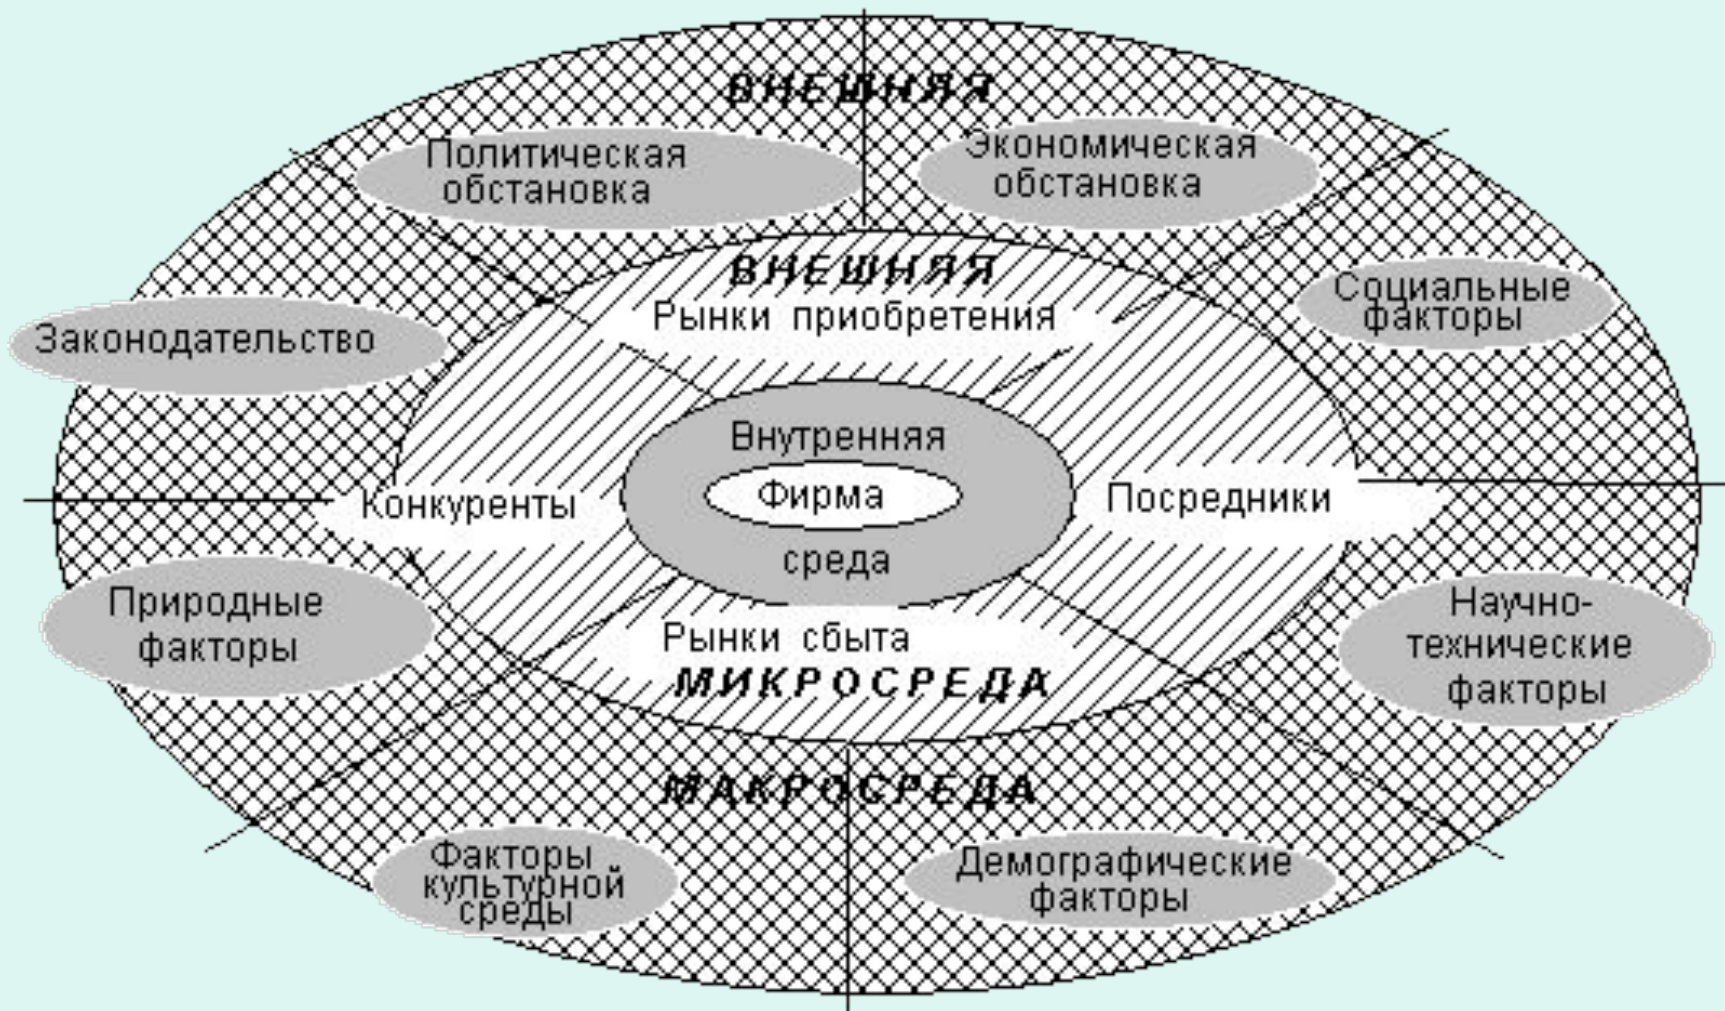 ВНЕШНЯЯ
Политическая
обстановка
Экономическая
обстановка
ВНЕШНЯЯ
Рынки приобретения
Социальные
факторы
Законодательство
Внутренняя
Фирма
среда
Конкуренты
Посредники
Природные
факторы
Рынки сбыта
МИКРОСРЕДА
Научно-
технические
факторы
МАКРОСРЕДА
Факторы
культурной
среды
Демографические
факторы